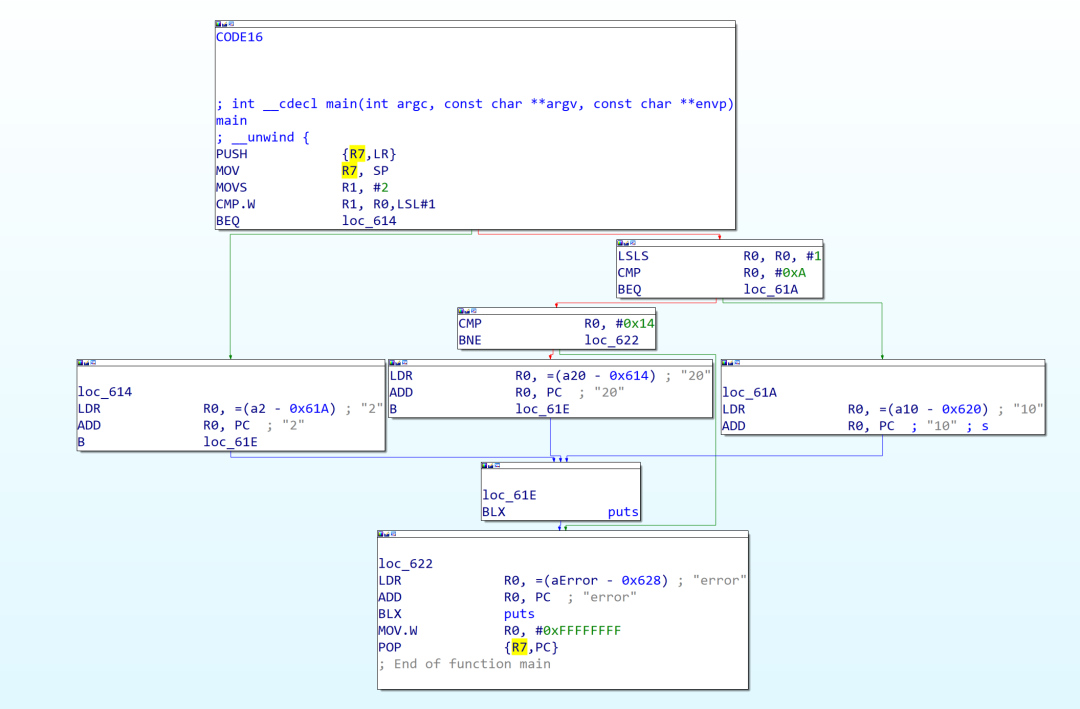 CODE16
; int __cdecl main(int argc, const char **argv, const char **envp)
main
; __unwind {
PUSH {R7,LR}
MOV R7, SP
MOVS R1, #2
CMP.W R1, R0,LSL#1
BEQ loc_614
LSLS R0, R0, #1
CMP R0, #0xA
BEQ loc_61A
CMP R0, #0x14
BNE loc_622
loc_614
LDR R0, =(a2 - 0x61A) ; "2"
ADD R0, PC ; "2"
B loc_61E
LDR R0, =(a20 - 0x614) ; "20"
ADD R0, PC ; "20"
B loc_61E
loc_61A
LDR R0, =(a10 - 0x620) ; "10"
ADD R0, PC ; "10" ; s
loc_61E
BLX puts
loc_622
LDR R0, =(aError - 0x628) ; "error"
ADD R0, PC ; "error"
BLX puts
MOV.W R0, #0xFFFFFFFF
POP {R7,PC}
; End of function main